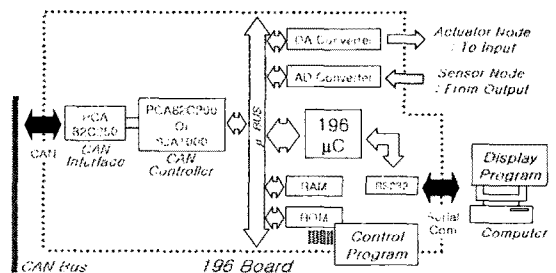 DA Converter
Actuator Node
: To Input
AD Converter
Sensor Node
: From Output
PCA
82C250
PCA82C200
Or
SJA1000
μ BUS
196
μC
CAN
CAN
Interface
CAN
Controller
RAM
RS232
Display
Program
ROM
Serial
Com.
Computer
Control
Program
CAN Bus
196 Board